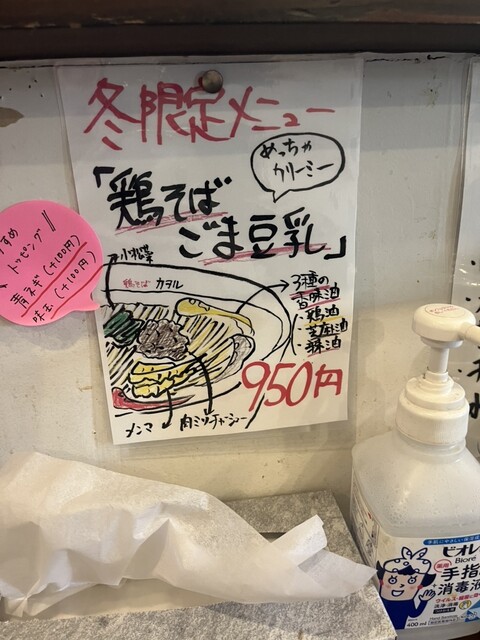 冬限定メニュー
めっちゃ
クリーミー
「鶏そば
ごま豆乳」
小松菜
鶏そば カヲル
3種の
香味油
・鶏油
・芝麻油
・辣油
950円
メンマ
肉ミソチャーシュー
すめ
トッピング
青ネギ(+100円)
味玉(+100円)
ビオレ
Biore
手指
消毒液
400ml